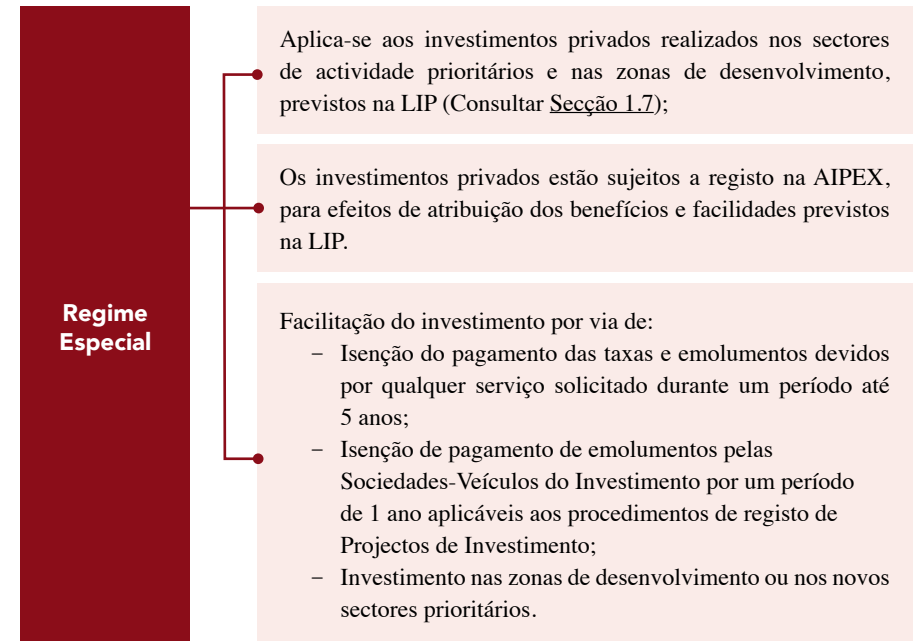 Regime
Especial
Aplica-se aos investimentos privados realizados nos sectores
de actividade prioritários e nas zonas de desenvolvimento,
previstos na LIP (Consultar Secção 1.7);
Os investimentos privados estão sujeitos a registo na AIPEX,
para efeitos de atribuição dos benefícios e facilidades previstos
na LIP.
Facilitação do investimento por via de:
– Isenção do pagamento das taxas e emolumentos devidos
por qualquer serviço solicitado durante um período até
5 anos;
– Isenção de pagamento de emolumentos pelas
Sociedades-Veículos do Investimento por um período
de 1 ano aplicáveis aos procedimentos de registo de
Projectos de Investimento;
– Investimento nas zonas de desenvolvimento ou nos novos
sectores prioritários.